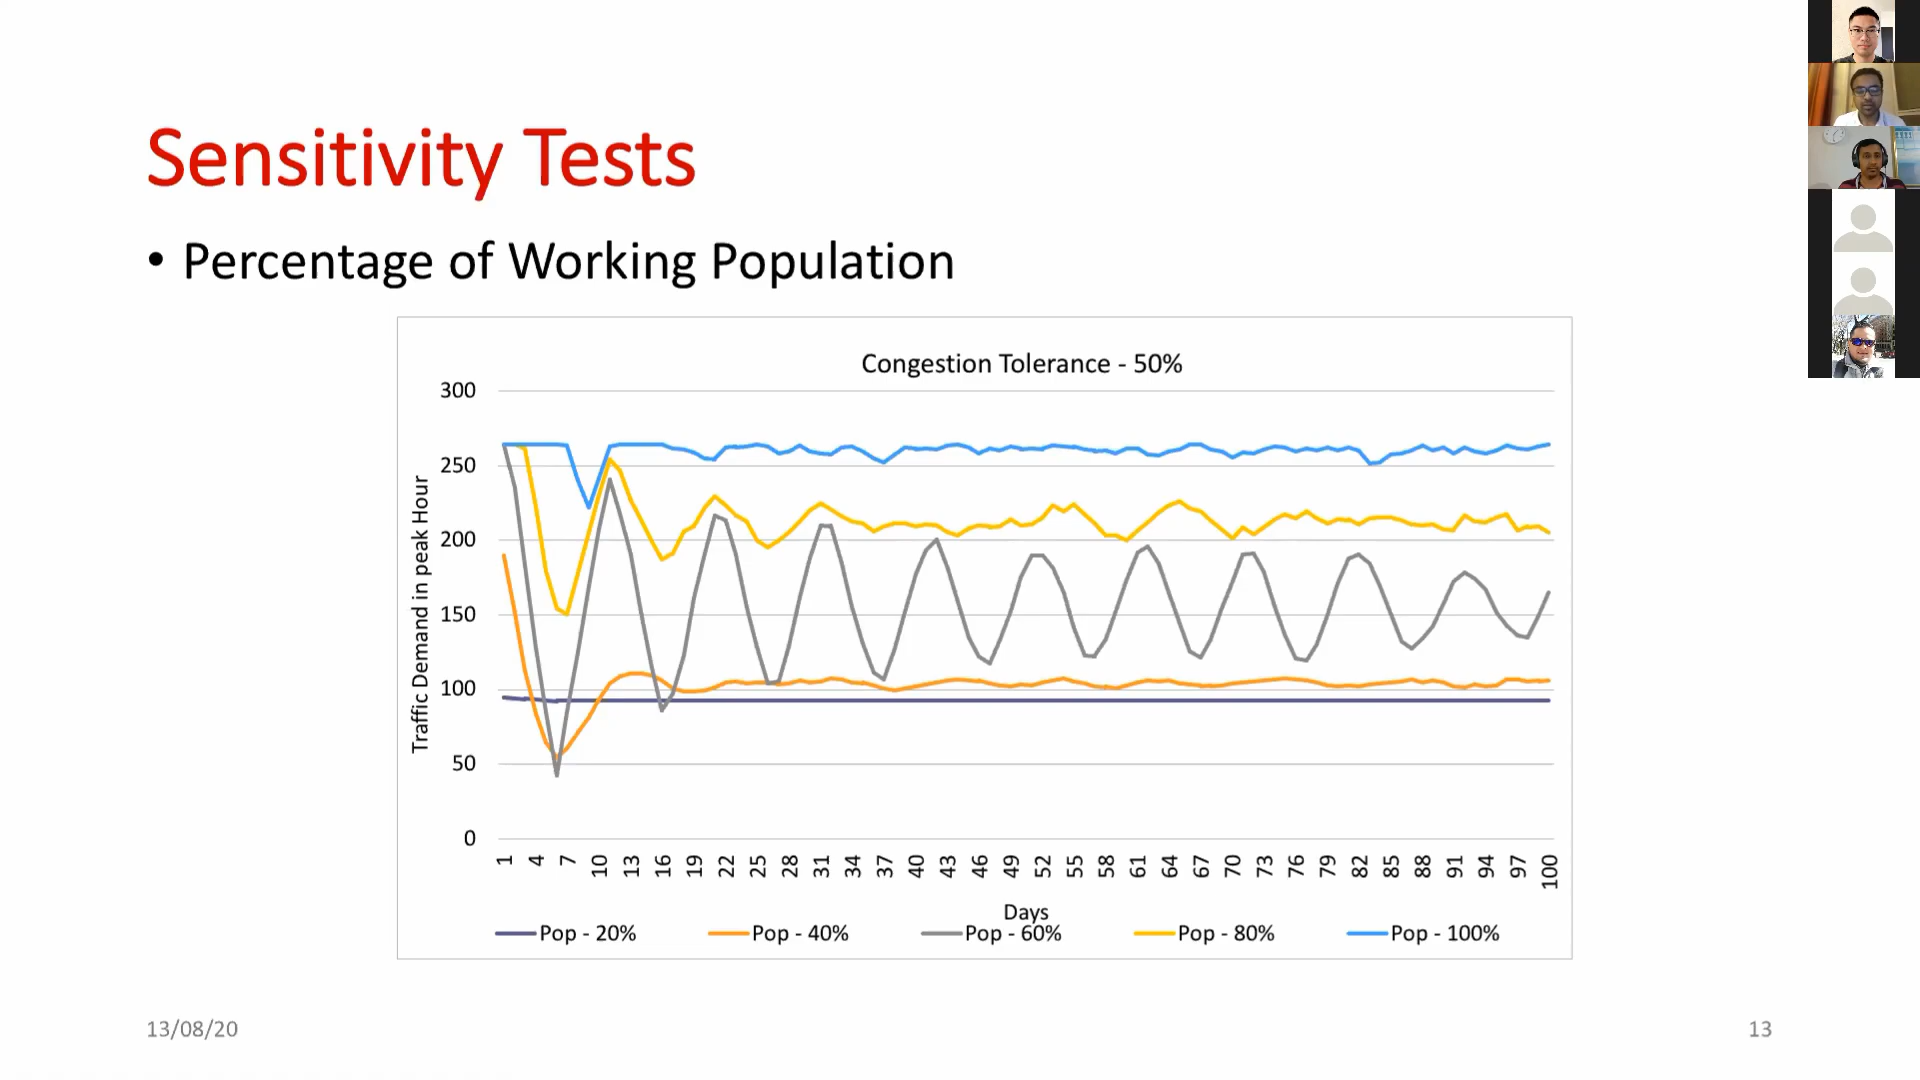 Sensitivity Tests
• Percentage of Working Population
Congestion Tolerance - 50%
Traffic Demand in peak Hour
300
250
200
150
100
50
0
1 4 7 10 13 16 19 22 25 28 31 34 37 40 43 46 49 52 55 58 61 64 67 70 73 76 79 82 85 88 91 94 97 100
Days
Pop - 20% Pop - 40% Pop - 60% Pop - 80% Pop - 100%
13/08/20
13